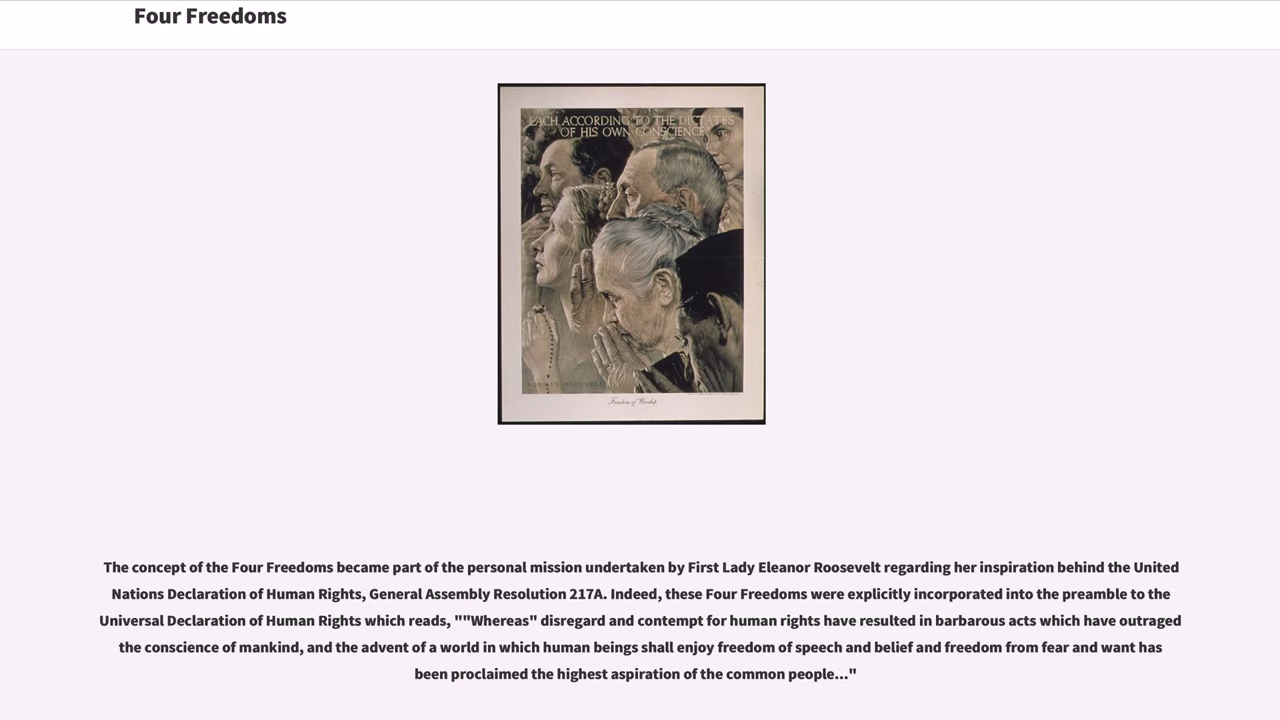 Four Freedoms
EACH ACCORDING TO THE DICTATES
OF HIS OWN CONSCIENCE
NORMAN ROCKWELL
Freedom of Worship
The concept of the Four Freedoms became part of the personal mission undertaken by First Lady Eleanor Roosevelt regarding her inspiration behind the United
Nations Declaration of Human Rights, General Assembly Resolution 217A. Indeed, these Four Freedoms were explicitly incorporated into the preamble to the
Universal Declaration of Human Rights which reads, ""Whereas" disregard and contempt for human rights have resulted in barbarous acts which have outraged
the conscience of mankind, and the advent of a world in which human beings shall enjoy freedom of speech and belief and freedom from fear and want has
been proclaimed the highest aspiration of the common people..."